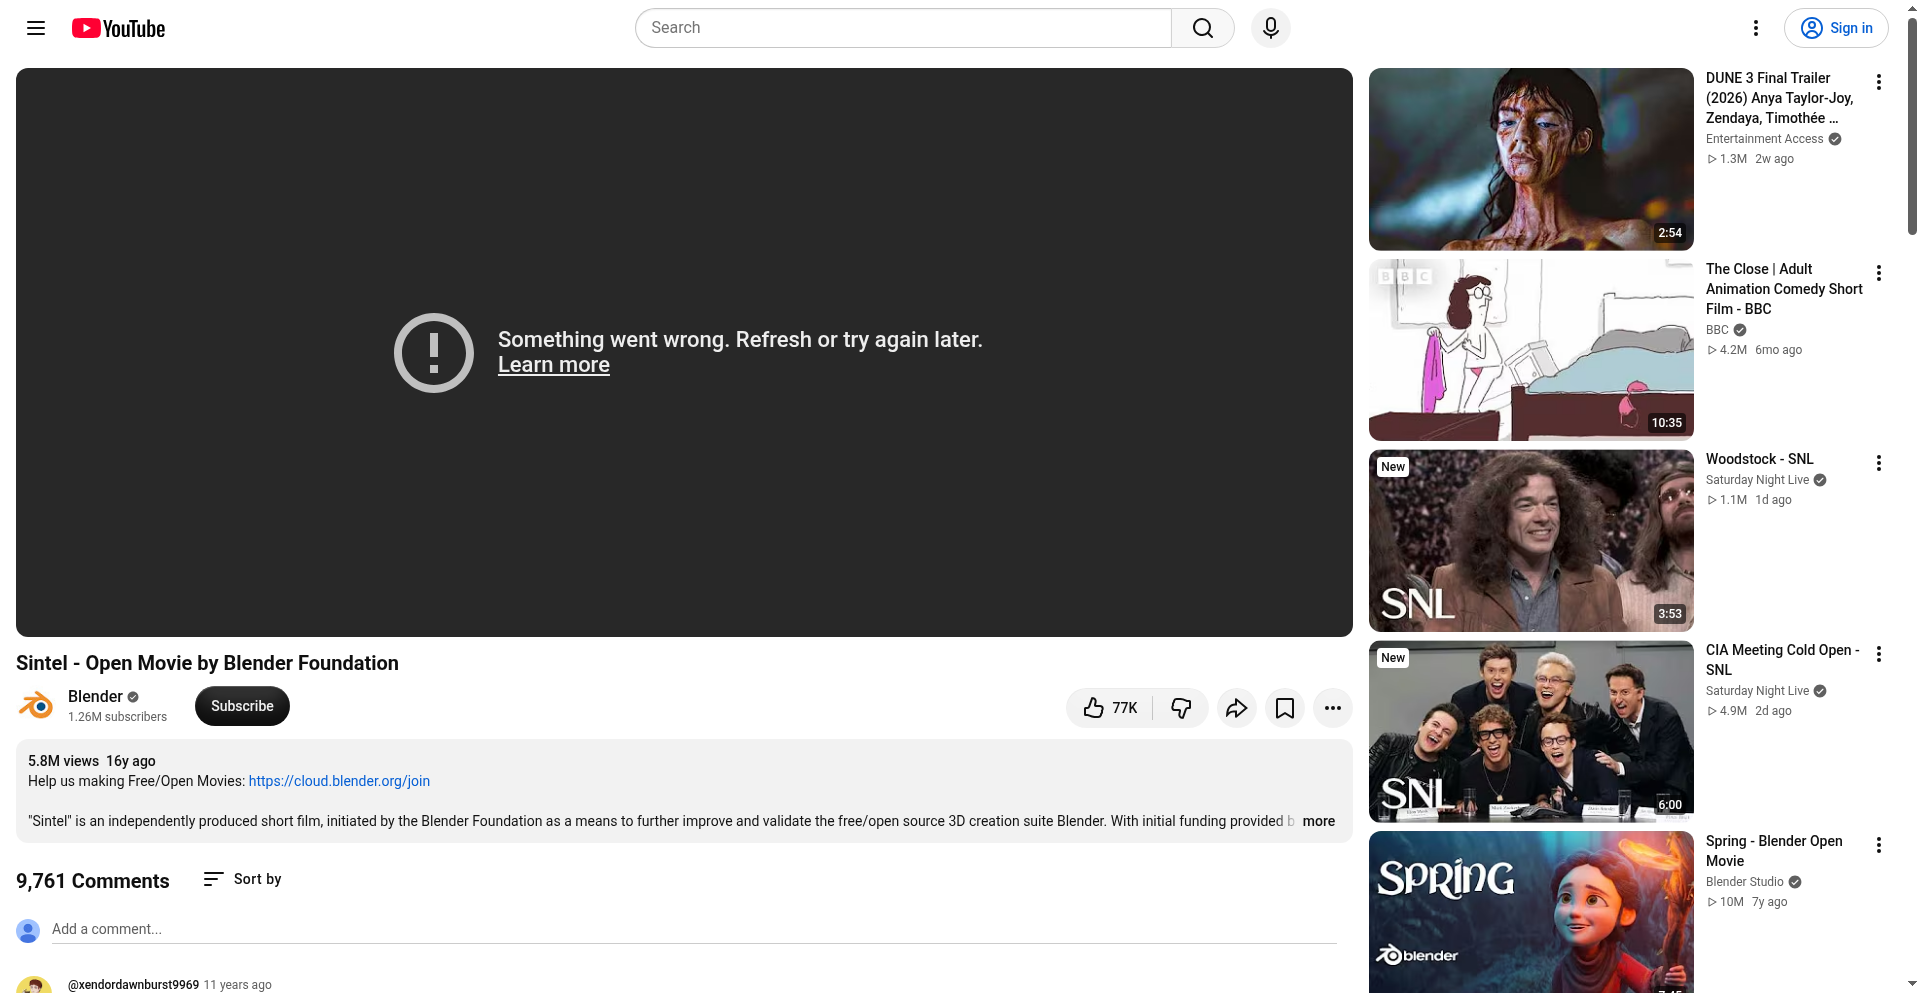 YouTube
Search
Sign in
Something went wrong. Refresh or try again later.
Learn more
Sintel - Open Movie by Blender Foundation
Blender
1.26M subscribers
Subscribe
77K
5.8M views 16y ago
Help us making Free/Open Movies: https://cloud.blender.org/join
"Sintel" is an independently produced short film, initiated by the Blender Foundation as a means to further improve and validate the free/open source 3D creation suite Blender. With initial funding provided b more
9,761 Comments
Sort by
Add a comment...
@xendordawnburst9969 11 years ago
2:54
DUNE 3 Final Trailer
(2026) Anya Taylor-Joy,
Zendaya, Timothée ...
Entertainment Access
1.3M 2w ago
BBC
10:35
The Close | Adult
Animation Comedy Short
Film - BBC
BBC
4.2M 6mo ago
New
SNL
3:53
Woodstock - SNL
Saturday Night Live
1.1M 1d ago
New
SNL
6:00
CIA Meeting Cold Open -
SNL
Saturday Night Live
4.9M 2d ago
SPRING
blender
Spring - Blender Open
Movie
Blender Studio
10M 7y ago